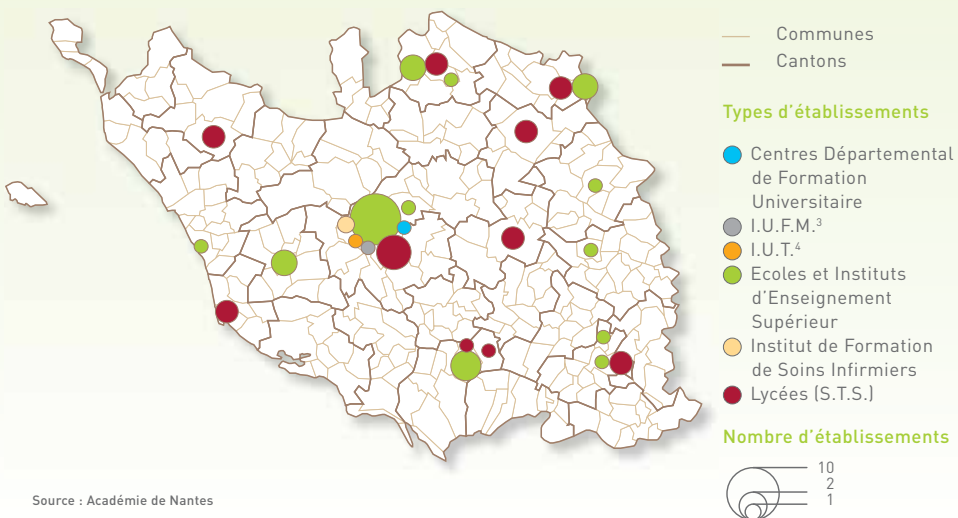 Communes
Cantons
Types d'établissements
Centres Départemental
de Formation
Universitaire
I.U.F.M.³
I.U.T.⁴
Ecoles et Instituts
d'Enseignement
Supérieur
Institut de Formation
de Soins Infirmiers
Lycées (S.T.S.)
Nombre d'établissements
10
2
1
Source : Académie de Nantes